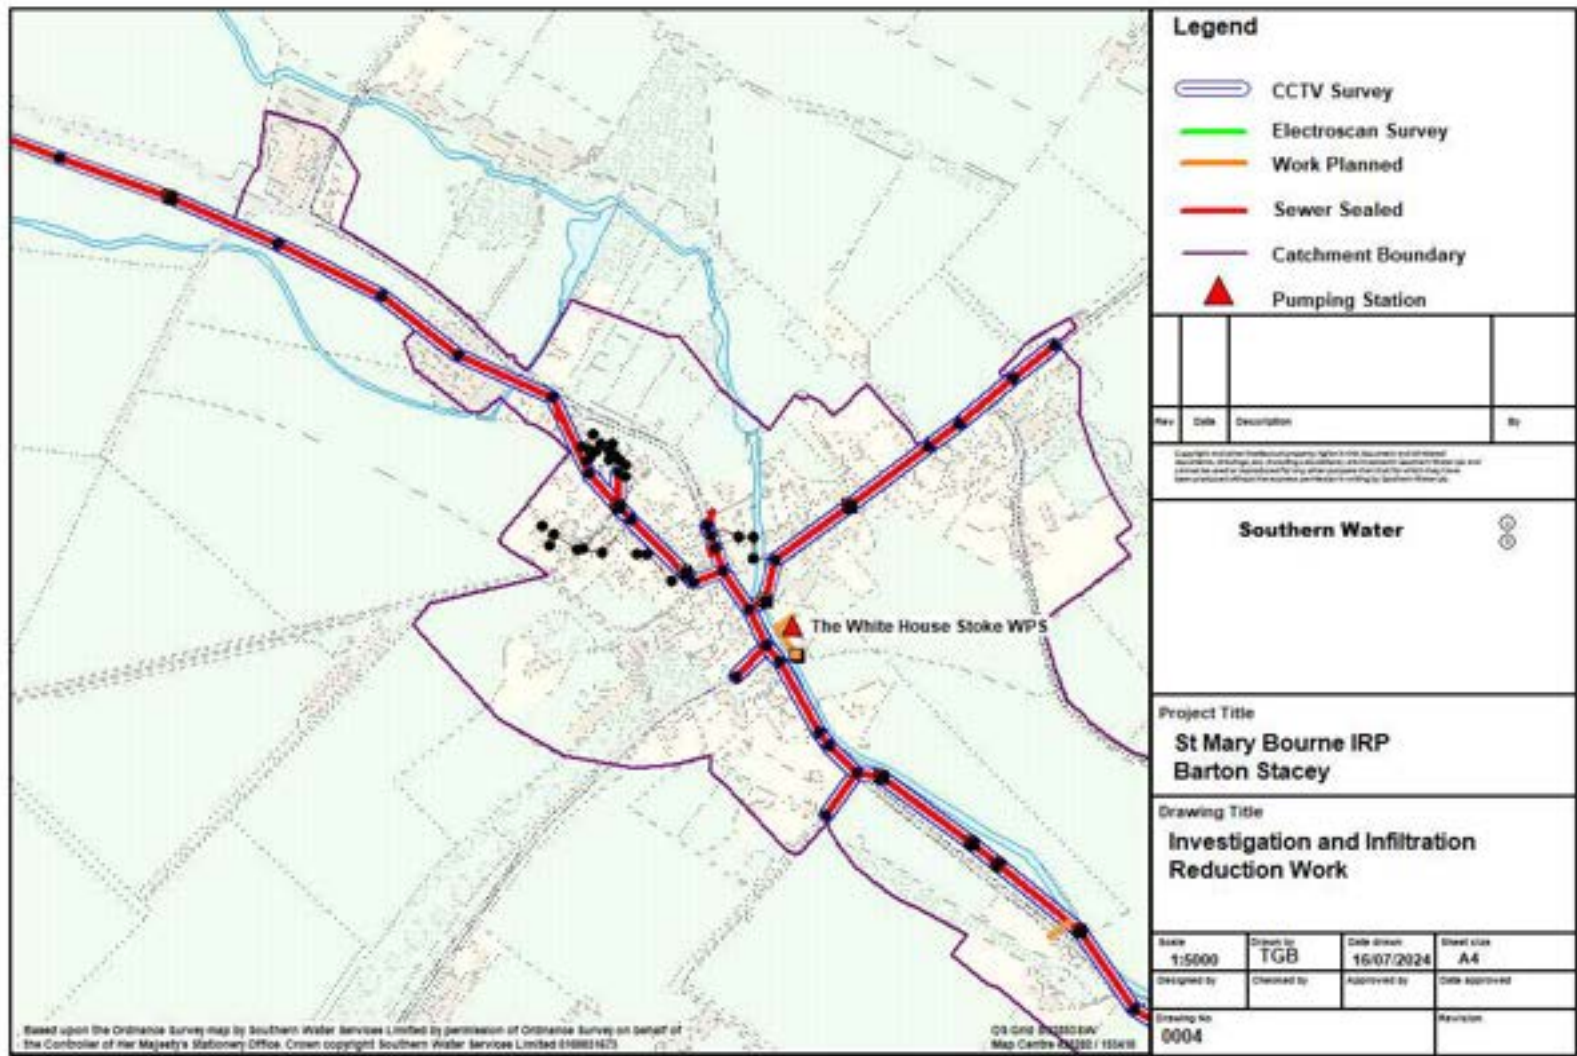 Legend
CCTV Survey
Electroscan Survey
Work Planned
Sewer Sealed
Catchment Boundary
Pumping Station
Rev Date Description By
Southern Water
The White House Stoke WPS
Project Title
St Mary Bourne IRP
Barton Stacey
Drawing Title
Investigation and Infiltration
Reduction Work
Scale Drawn by Date drawn Sheet size
1:5000 TGB 16/07/2024 A4
Designed by Checked by Approved by Date approved
Drawing No Revision
0004
Based upon the Ordnance Survey map by Southern Water Services Limited by permission of Ordnance Survey on behalf of
the Controller of Her Majesty's Stationery Office. Crown copyright Southern Water Services Limited
OS Grid
Map Centre